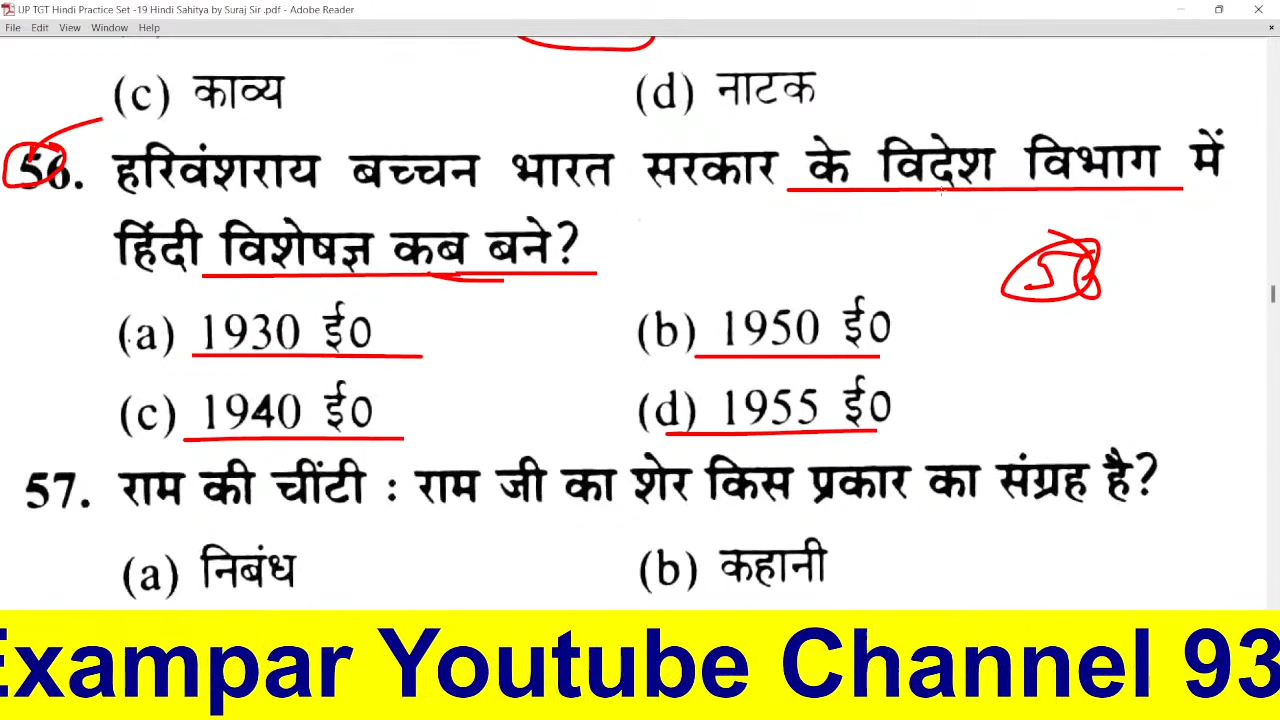 UP TGT Hindi Practice Set -19 Hindi Sahitya by Suraj Sir .pdf - Adobe Reader
File Edit View Window Help
(c) काव्य (d) नाटक
56. हरिवंशराय बच्चन भारत सरकार के विदेश विभाग में
हिंदी विशेषज्ञ कब बने?
(a) 1930 ई0 (b) 1950 ई0
(c) 1940 ई0 (d) 1955 ई0
57. राम की चींटी : राम जी का शेर किस प्रकार का संग्रह है?
(a) निबंध (b) कहानी
Exampar Youtube Channel 93